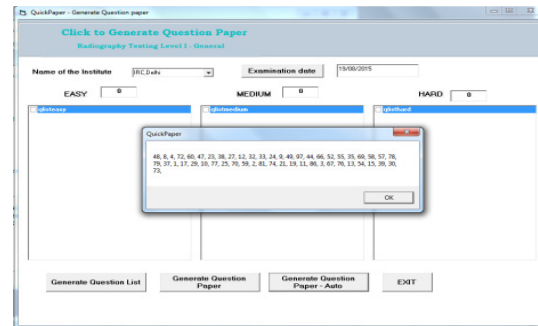 QuickPaper - Generate Question paper
Click to Generate Question Paper
Radiography Testing Level I - General
Name of the Institute IRC,Delhi Examination date 19/08/2015
EASY 0 MEDIUM 0 HARD 0
qlisteasy qlistmedium qlisthard
QuickPaper
48, 8, 4, 72, 60, 47, 23, 38, 27, 12, 32, 33, 24, 9, 49, 97, 44, 66, 52, 55, 35, 69, 58, 57, 78,
79, 37, 1, 17, 29, 10, 77, 25, 70, 59, 2, 81, 74, 21, 19, 11, 86, 3, 67, 76, 13, 54, 15, 39, 30,
73,
OK
Generate Question List Generate Question Paper Generate Question Paper - Auto EXIT